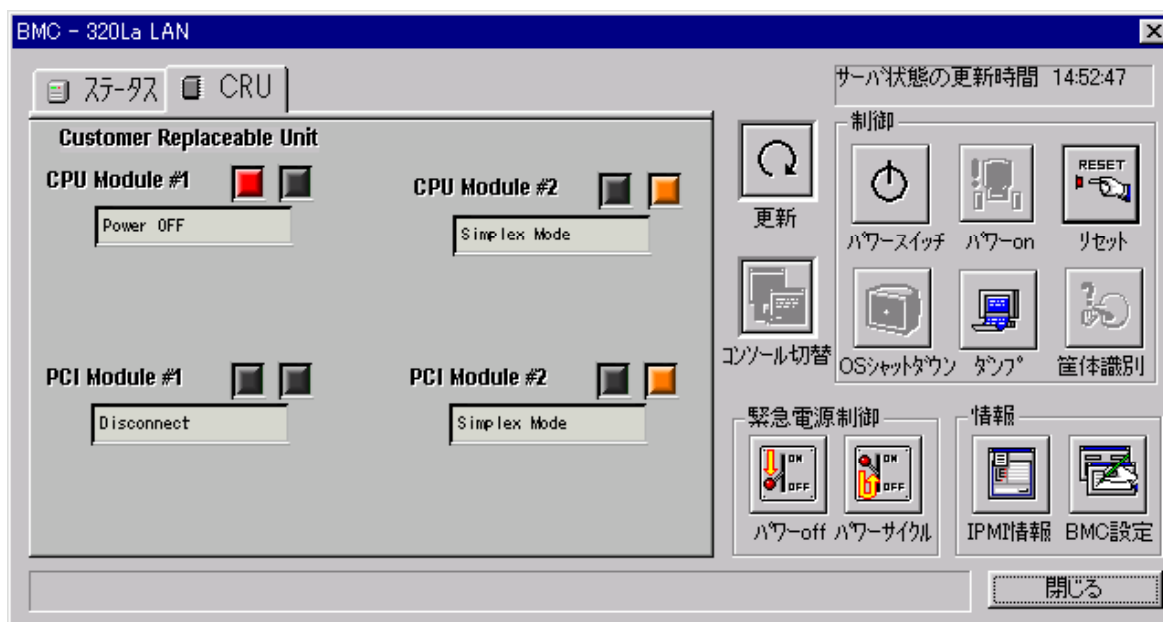 BMC - 320La LAN
ステータス
CRU
サーバ状態の更新時間 14:52:47
Customer Replaceable Unit
CPU Module #1
Power OFF
CPU Module #2
Simplex Mode
PCI Module #1
Disconnect
PCI Module #2
Simplex Mode
更新
コンソール切替
制御
パワースイッチ
パワーon
RESET
リセット
OSシャットダウン
ダンプ
筐体識別
緊急電源制御
ON
OFF
パワーoff
ON
OFF
パワーサイクル
情報
IPMI情報
BMC設定
閉じる